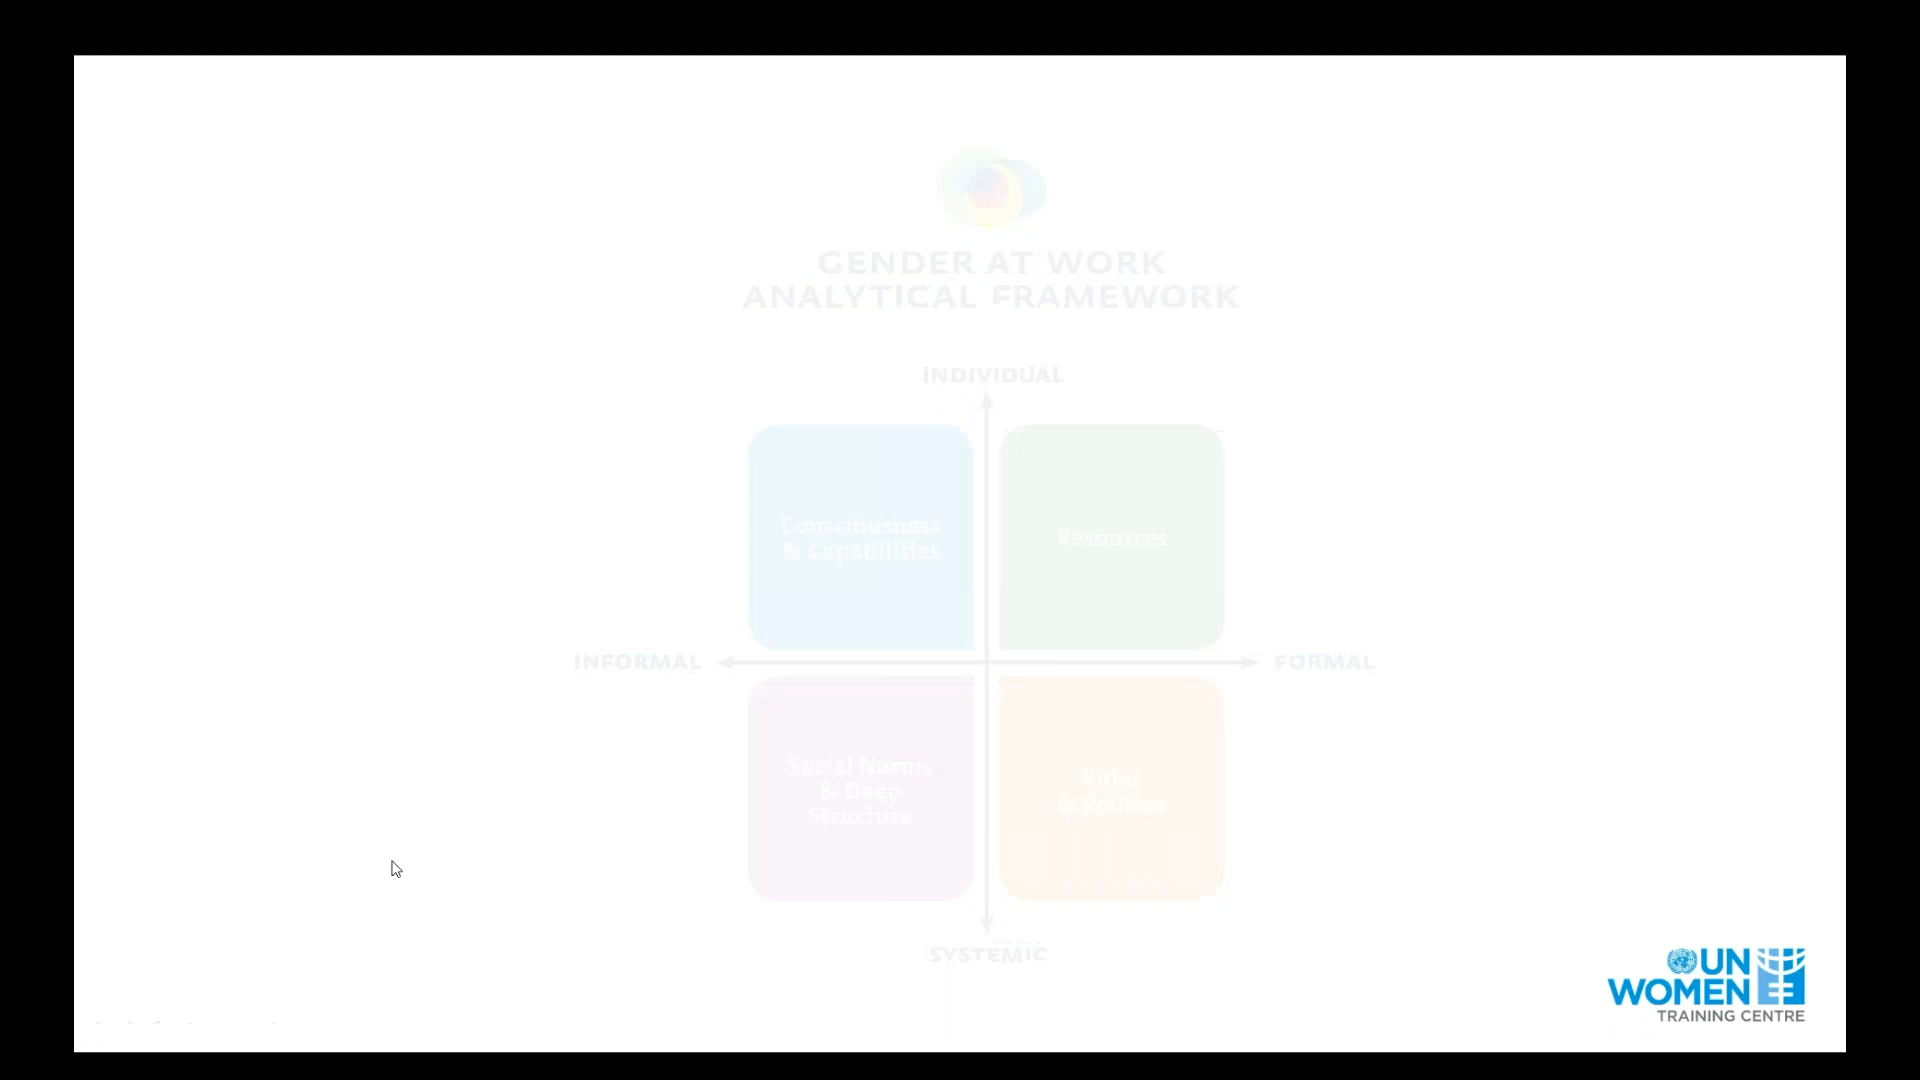 GENDER AT WORK
ANALYTICAL FRAMEWORK
INDIVIDUAL
Consciousness
& Capabilities
Resources
INFORMAL
FORMAL
Social Norms
& Deep
Structure
Rules
& Policies
SYSTEMIC
UN
WOMEN
TRAINING CENTRE